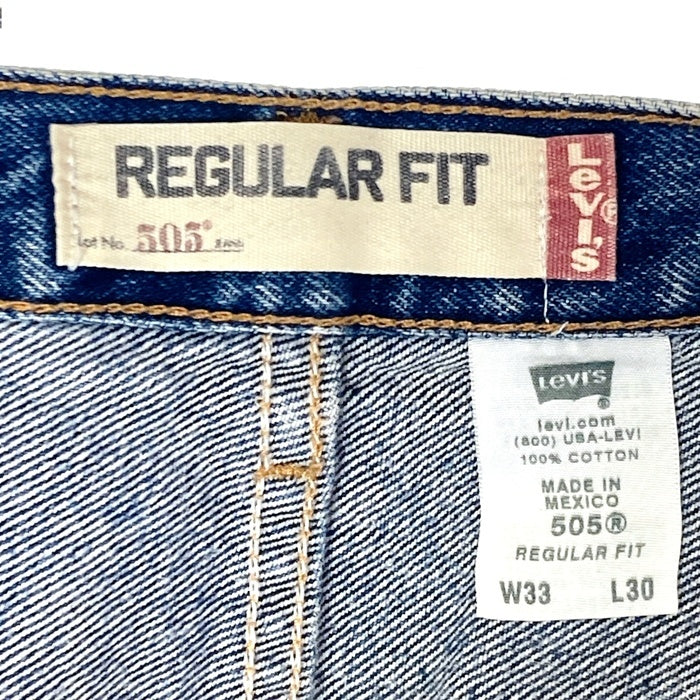 REGULAR FIT
Lot No. 505® JEANS
LeVI'S®
LEVI'S®
levi.com
(800) USA-LEVI
100% COTTON
MADE IN
MEXICO
505®
REGULAR FIT
W33 L30